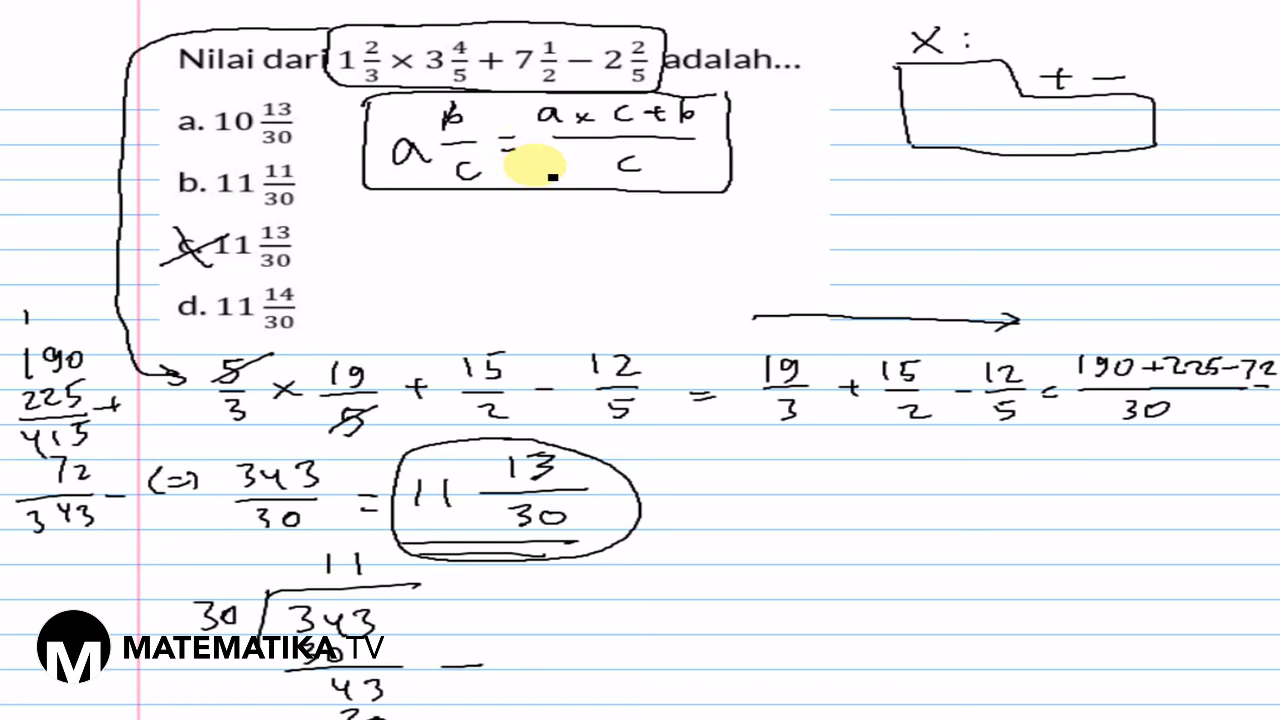 Nilai dari 1 2/3 × 3 4/5 + 7 1/2 − 2 2/5 adalah...
a. 10 13/30
b. 11 11/30
c. 11 13/30
d. 11 14/30
a b/c = (a × c + b)/c
× :
+ −
1
190
225 +
415
72 −
343
5/3 × 19/5 + 15/2 − 12/5 = 19/3 + 15/2 − 12/5 = (190 + 225 − 72)/30 =
(=) 343/30 = 11 13/30
11
30 343
30 −
43
30
M MATEMATIKA TV